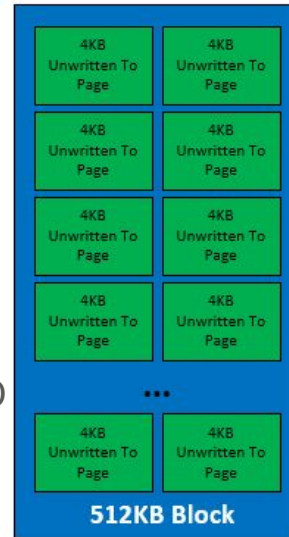 4KB
Unwritten To
Page
4KB
Unwritten To
Page
4KB
Unwritten To
Page
4KB
Unwritten To
Page
4KB
Unwritten To
Page
4KB
Unwritten To
Page
4KB
Unwritten To
Page
4KB
Unwritten To
Page
)
...
4KB
Unwritten To
Page
4KB
Unwritten To
Page
512KB Block